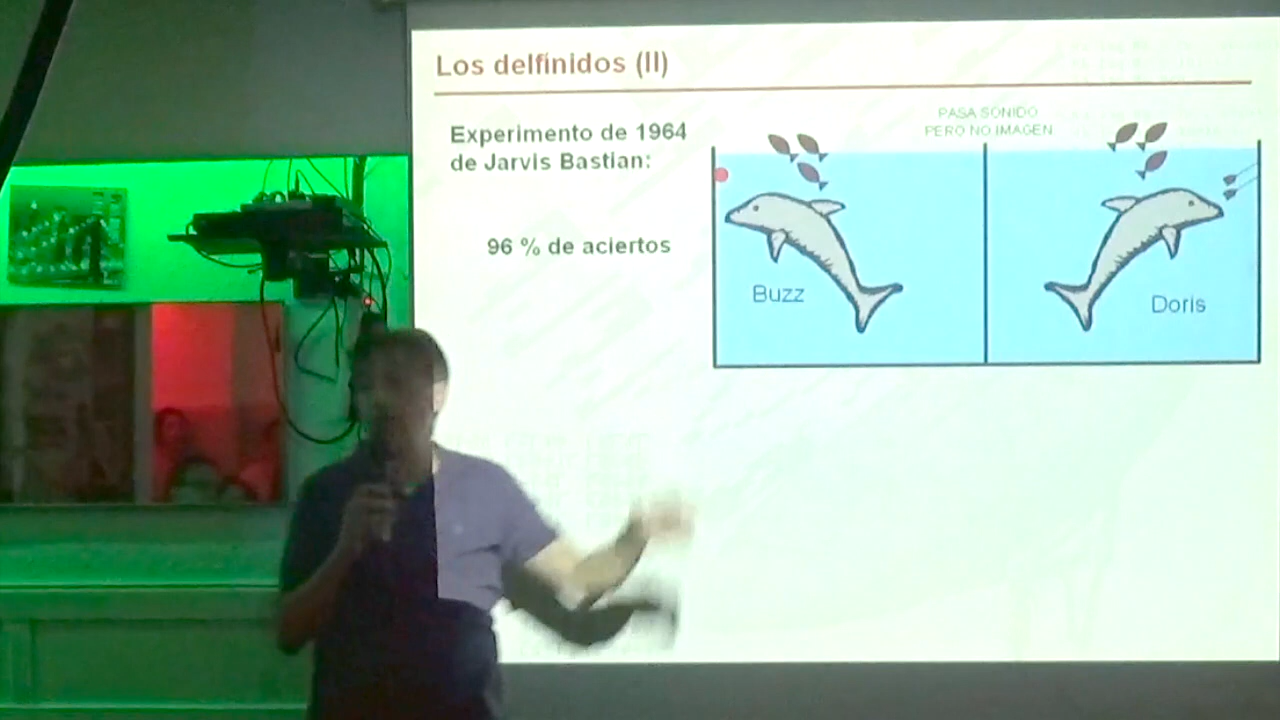 Los delfínidos (II)
Experimento de 1964
de Jarvis Bastian:
96 % de aciertos
PASA SONIDO
PERO NO IMAGEN
Buzz
Doris